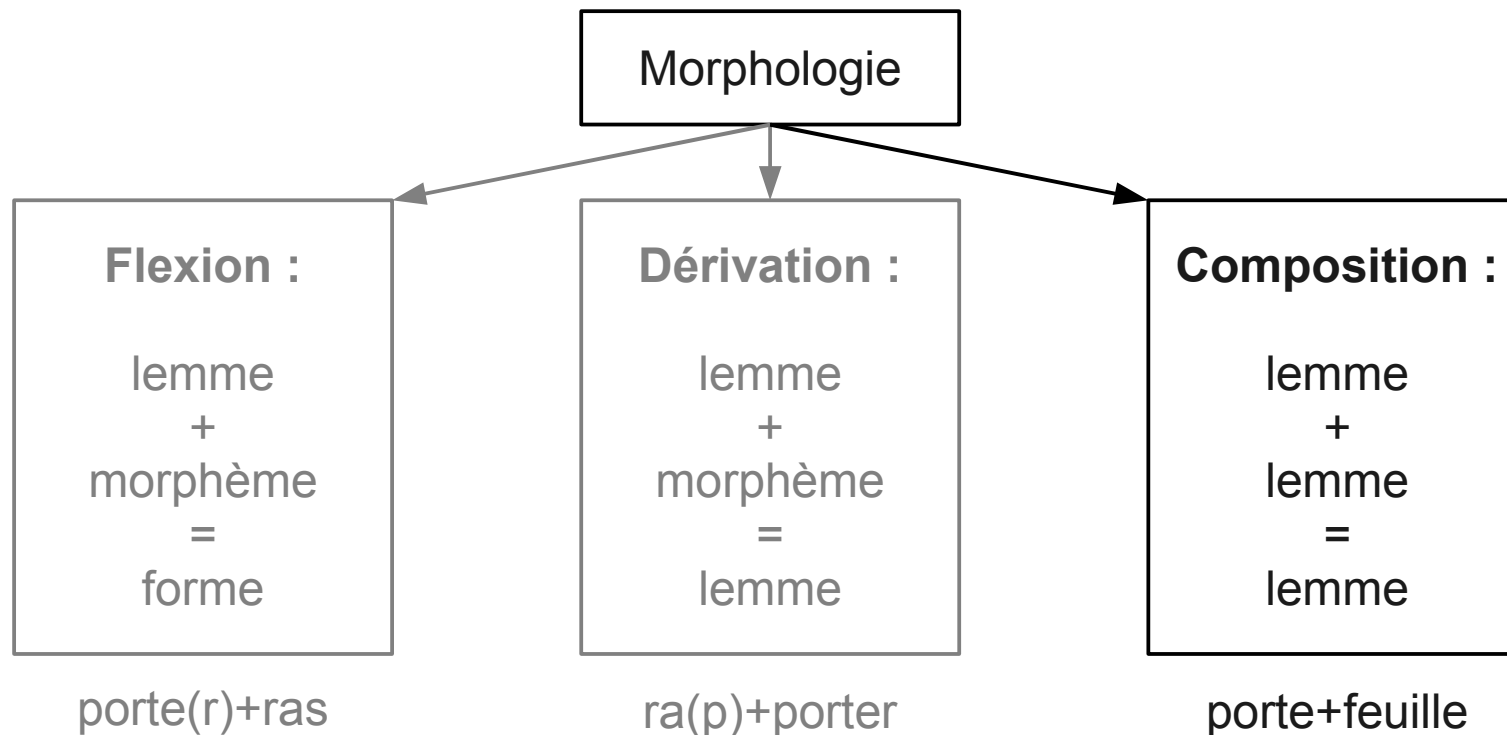 Morphologie
Flexion :
lemme
+
morphème
=
forme
porte(r)+ras
Dérivation :
lemme
+
morphème
=
lemme
ra(p)+porter
Composition :
lemme
+
lemme
=
lemme
porte+feuille